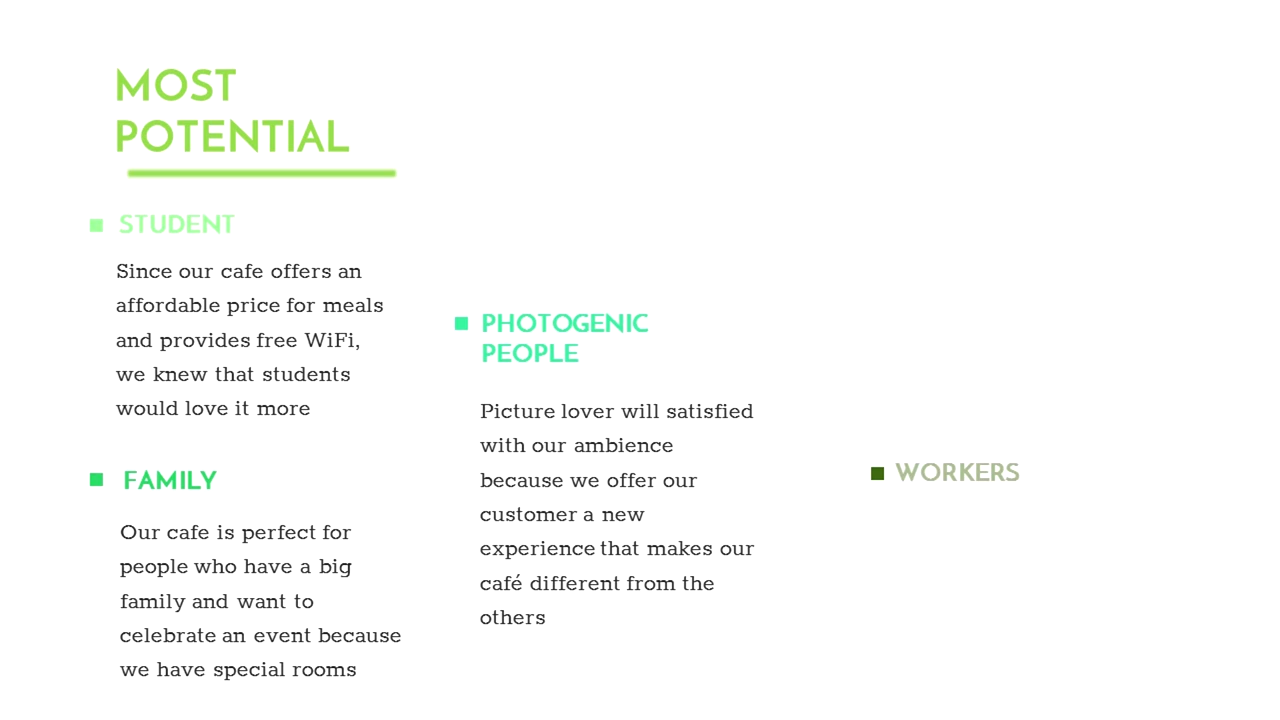 MOST
POTENTIAL
STUDENT
Since our cafe offers an
affordable price for meals
and provides free WiFi,
we knew that students
would love it more
FAMILY
Our cafe is perfect for
people who have a big
family and want to
celebrate an event because
we have special rooms
PHOTOGENIC
PEOPLE
Picture lover will satisfied
with our ambience
because we offer our
customer a new
experience that makes our
café different from the
others
WORKERS